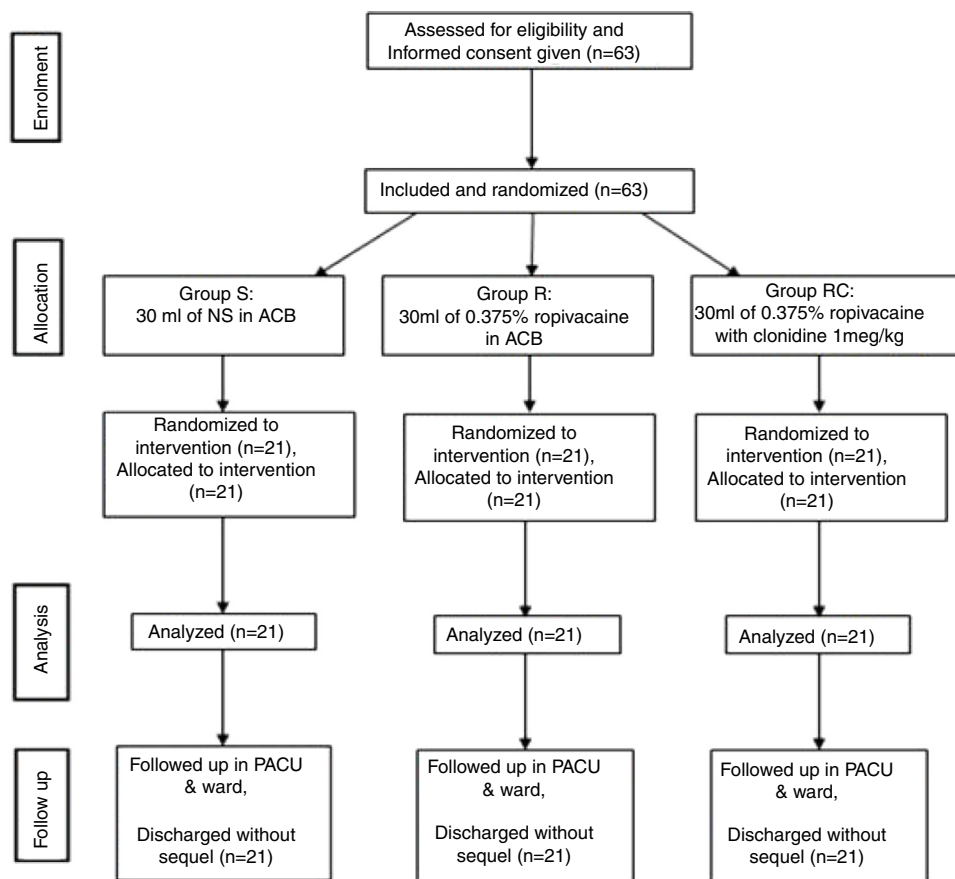 Enrolment
Assessed for eligibility and
Informed consent given (n=63)
Included and randomized (n=63)
Allocation
Group S:
30 ml of NS in ACB
Group R:
30ml of 0.375% ropivacaine
in ACB
Group RC:
30ml of 0.375% ropivacaine
with clonidine 1meg/kg
Randomized to
intervention (n=21),
Allocated to intervention
(n=21)
Randomized to
intervention (n=21),
Allocated to intervention
(n=21)
Randomized to
intervention (n=21),
Allocated to intervention
(n=21)
Analysis
Analyzed (n=21)
Analyzed (n=21)
Analyzed (n=21)
Follow up
Followed up in PACU
& ward,
Discharged without
sequel (n=21)
Followed up in PACU
& ward,
Discharged without
sequel (n=21)
Followed up in PACU
& ward,
Discharged without
sequel (n=21)